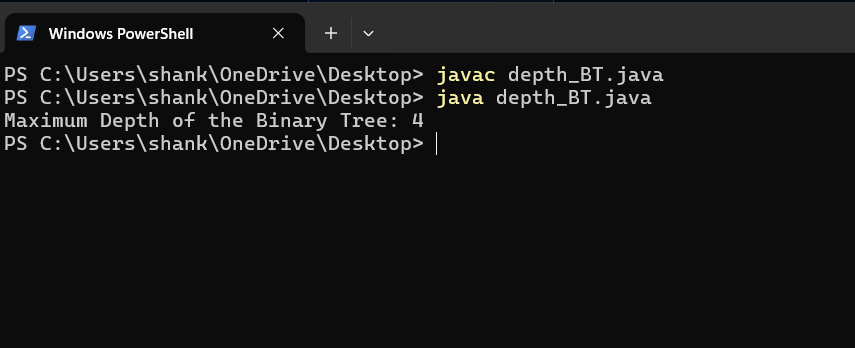 Windows PowerShell
PS C:\Users\shank\OneDrive\Desktop> javac depth_BT.java
PS C:\Users\shank\OneDrive\Desktop> java depth_BT.java
Maximum Depth of the Binary Tree: 4
PS C:\Users\shank\OneDrive\Desktop>